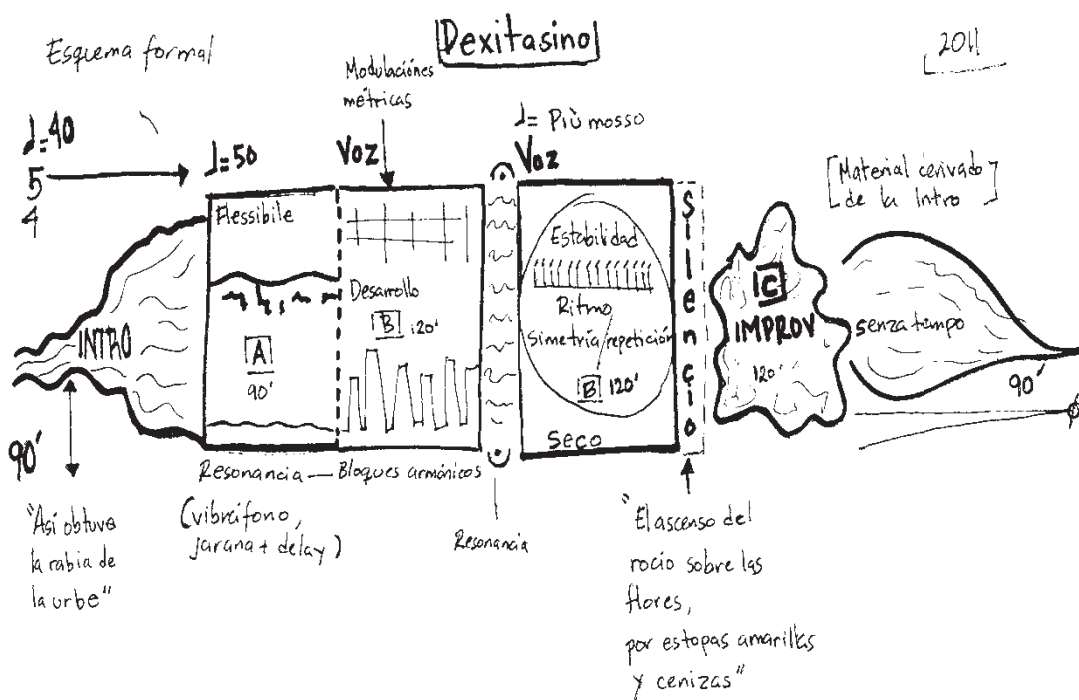 Esquema formal
Dexitasino
2011
Modulaciónes
métricas
♩=40
5
4
♩=50
Voz
♩= Più mosso
Voz
[Material derivado
de la Intro]
INTRO
Flessibile
A
90'
Desarrollo
B 120'
Estabilidad
Ritmo
Simetría/repetición
B 120'
Seco
Silencio
C
IMPROV
120'
senza tempo
90'
90'
Resonancia — Bloques armónicos
(vibráfono,
jarana + delay)
Resonancia
"Así obtuve
la rabia de
la urbe"
"El ascenso del
rocío sobre las
flores,
por estopas amarillas
y cenizas"